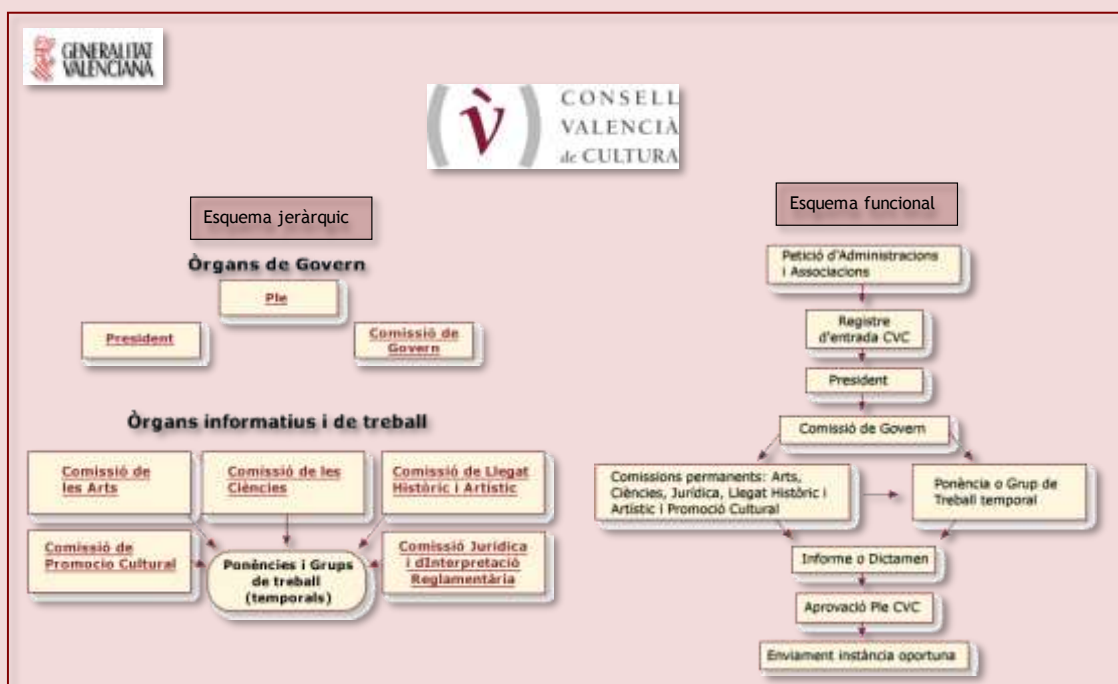 GENERALITAT
VALENCIANA
CONSELL
VALENCIÀ
de CULTURA
Esquema jeràrquic
Òrgans de Govern
Ple
President
Comissió de
Govern
Òrgans informatius i de treball
Comissió de
les Arts
Comissió de les
Ciències
Comissió de Llegat
Històric i Artístic
Comissió de
Promocio Cultural
Ponències i Grups
de treball
(temporals)
Comissió Jurídica
i dInterpretació
Reglamentària
Esquema funcional
Petició d'Administracions
i Associacions
Registre
d'entrada CVC
President
Comissió de Govern
Comissions permanents: Arts,
Ciències, Jurídica, Llegat Històric i
Artístic i Promoció Cultural
Ponència o Grup de
Treball temporal
Informe o Dictamen
Aprovació Ple CVC
Enviament instància oportuna